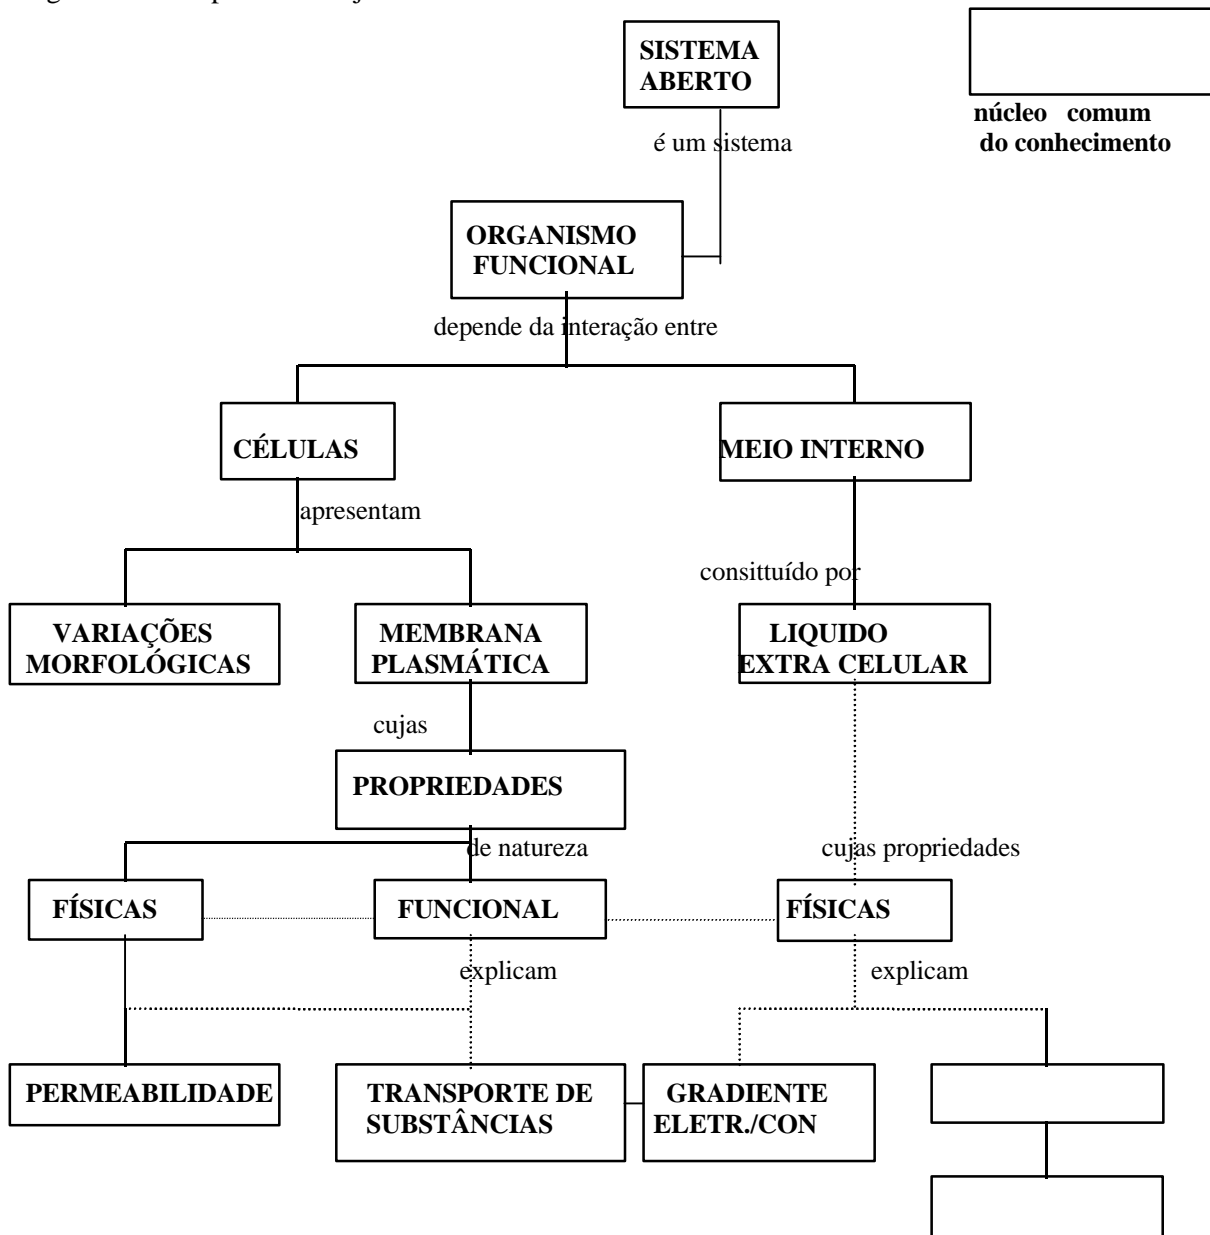 SISTEMA
ABERTO
núcleo comum
do conhecimento
é um sistema
ORGANISMO
FUNCIONAL
depende da interação entre
CÉLULAS
MEIO INTERNO
apresentam
consittuído por
VARIAÇÕES
MORFOLÓGICAS
MEMBRANA
PLASMÁTICA
LIQUIDO
EXTRA CELULAR
cujas
PROPRIEDADES
de natureza
cujas propriedades
FÍSICAS
FUNCIONAL
FÍSICAS
explicam
explicam
PERMEABILIDADE
TRANSPORTE DE
SUBSTÂNCIAS
GRADIENTE
ELETR./CON